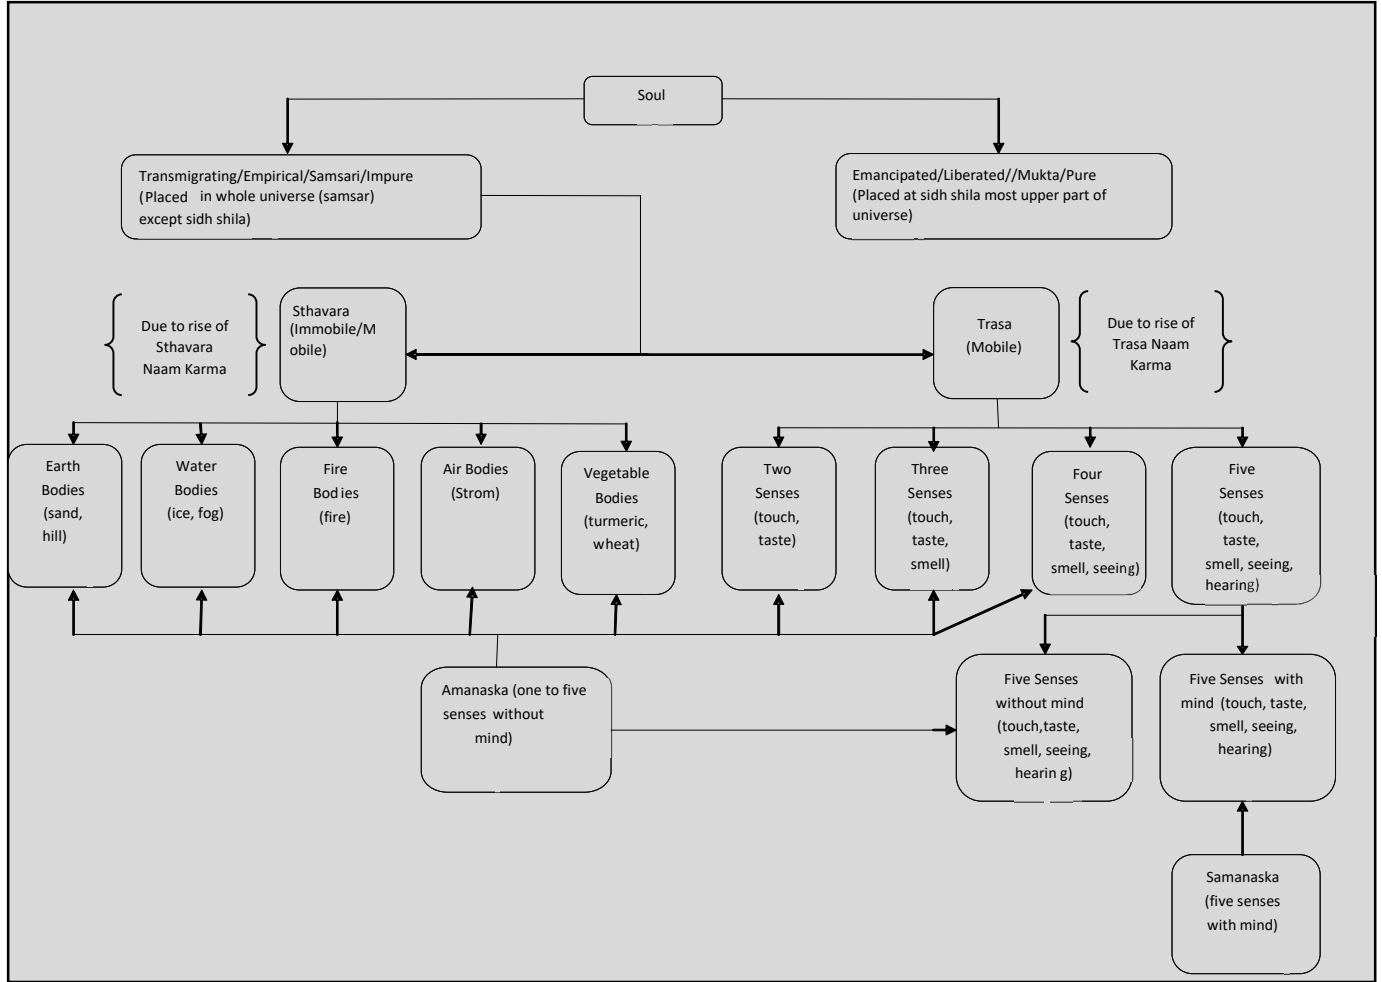 Soul
Transmigrating/Empirical/Samsari/Impure
(Placed in whole universe (samsar)
except sidh shila)
Emancipated/Liberated//Mukta/Pure
(Placed at sidh shila most upper part of
universe)
Due to rise of
Sthavara
Naam Karma
Sthavara
(Immobile/M
obile)
Trasa
(Mobile)
Due to rise of
Trasa Naam
Karma
Earth
Bodies
(sand,
hill)
Water
Bodies
(ice, fog)
Fire
Bodies
(fire)
Air Bodies
(Strom)
Vegetable
Bodies
(turmeric,
wheat)
Two
Senses
(touch,
taste)
Three
Senses
(touch,
taste,
smell)
Four
Senses
(touch,
taste,
smell, seeing)
Five
Senses
(touch,
taste,
smell, seeing,
hearing)
Amanaska (one to five
senses without
mind)
Five Senses
without mind
(touch,taste,
smell, seeing,
hearin g)
Five Senses with
mind (touch, taste,
smell, seeing,
hearing)
Samanaska
(five senses
with mind)